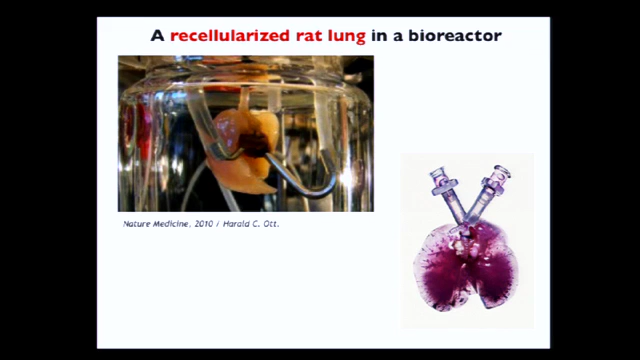 A recellularized rat lung in a bioreactor
Nature Medicine, 2010 / Harald C. Ott.